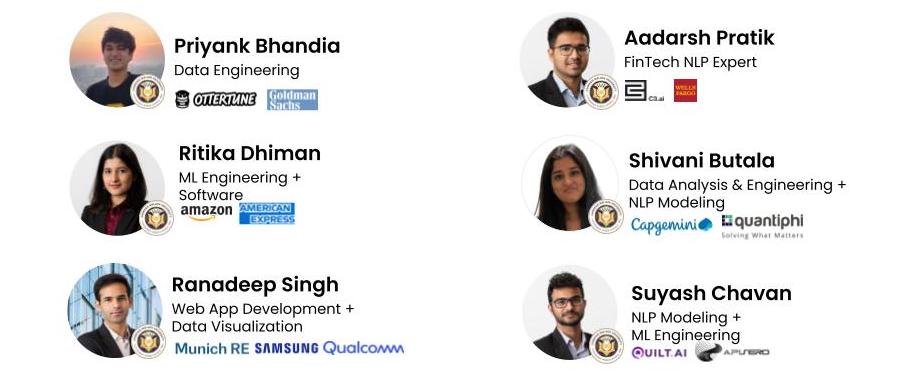 Priyank Bhandia
Data Engineering
OTTERTUNE
Goldman
Sachs
Ritika Dhiman
ML Engineering +
Software
amazon
AMERICAN
EXPRESS
Ranadeep Singh
Web App Development +
Data Visualization
Munich RE SAMSUNG Qualcomm
Aadarsh Pratik
FinTech NLP Expert
C3.ai
WELLS
FARGO
Shivani Butala
Data Analysis & Engineering +
NLP Modeling
Capgemini quantiphi
Solving What Matters
Suyash Chavan
NLP Modeling +
ML Engineering
QUILT.AI